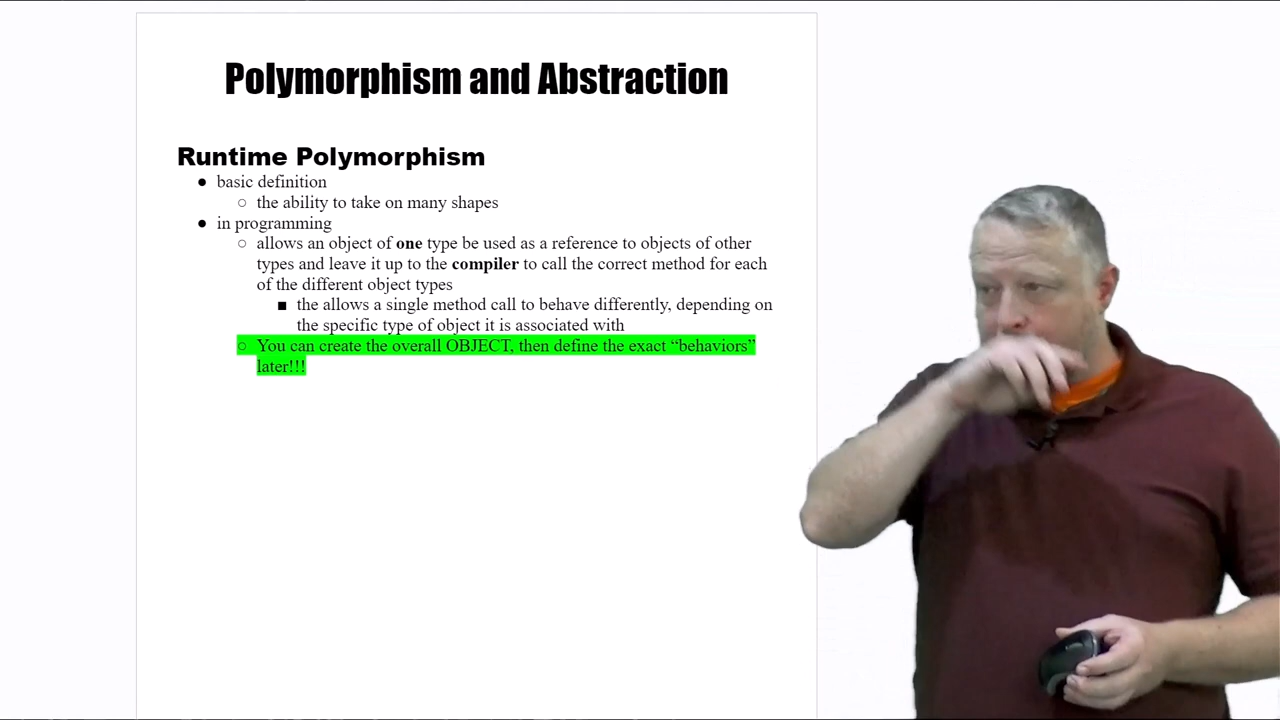 Polymorphism and Abstraction
Runtime Polymorphism
● basic definition
○ the ability to take on many shapes
● in programming
○ allows an object of one type be used as a reference to objects of other
types and leave it up to the compiler to call the correct method for each
of the different object types
■ the allows a single method call to behave differently, depending on
the specific type of object it is associated with
○ You can create the overall OBJECT, then define the exact “behaviors”
later!!!